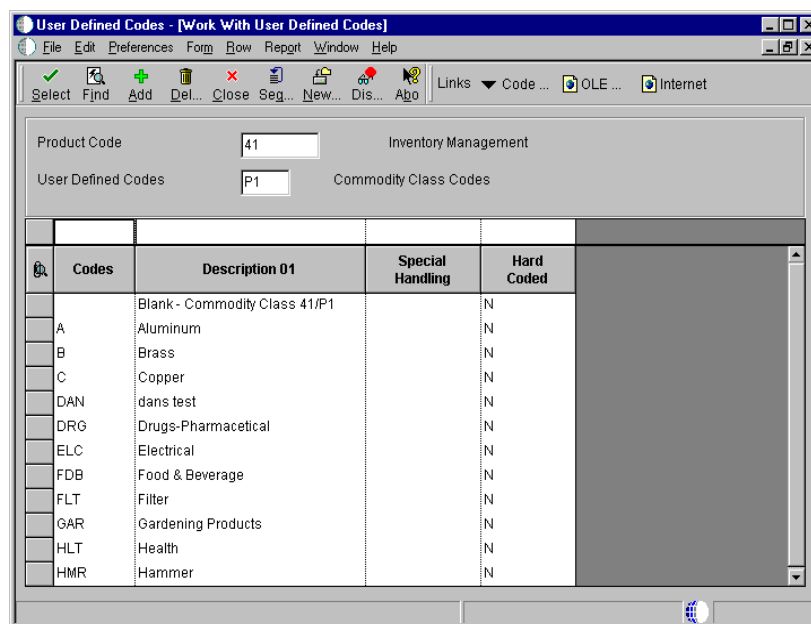 User Defined Codes - [Work With User Defined Codes]
File Edit Preferences Form Row Report Window Help
Select Find Add Del... Close Seq... New... Dis... Abo Links Code ... OLE ... Internet
Product Code 41 Inventory Management
User Defined Codes P1 Commodity Class Codes
Codes Description 01 Special Handling Hard Coded
Blank - Commodity Class 41/P1 N
A Aluminum N
B Brass N
C Copper N
DAN dans test N
DRG Drugs-Pharmacetical N
ELC Electrical N
FDB Food & Beverage N
FLT Filter N
GAR Gardening Products N
HLT Health N
HMR Hammer N